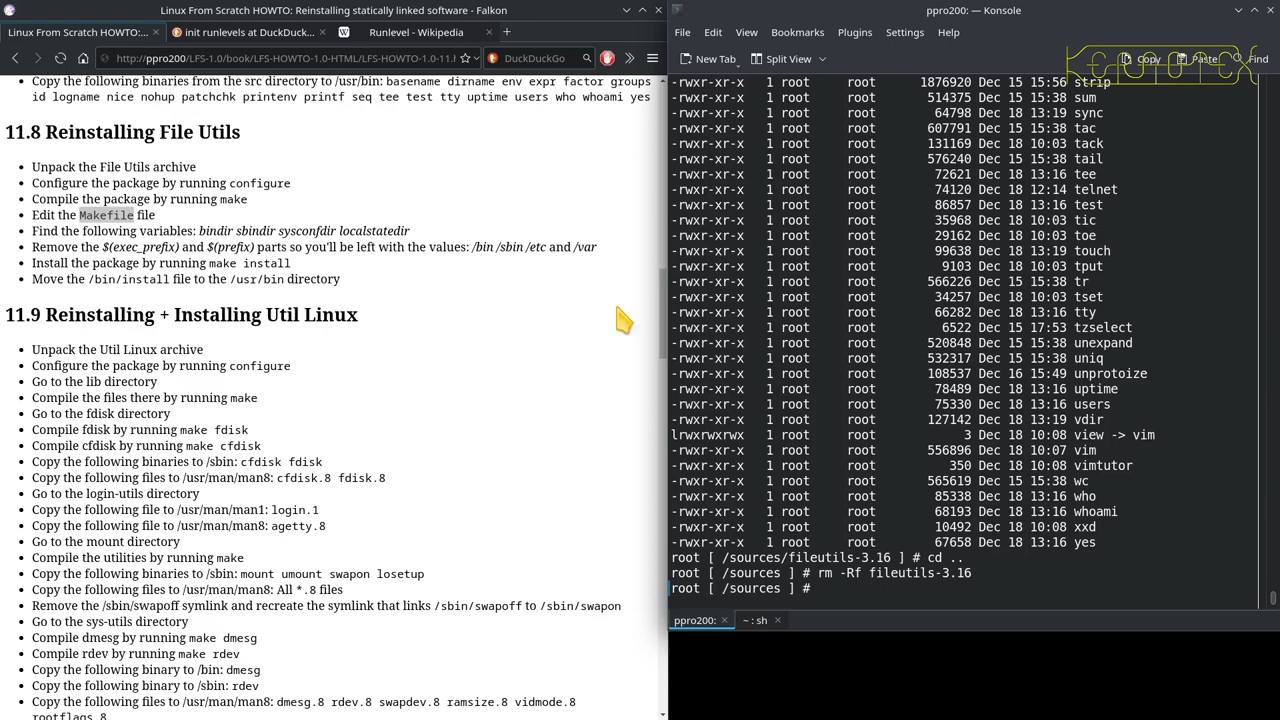 Linux From Scratch HOWTO: Reinstalling statically linked software - Falkon
Linux From Scratch HOWTO:...
init runlevels at DuckDuck...
Runlevel - Wikipedia
http://ppro200/LFS-1.0/book/LFS-HOWTO-1.0-HTML/LFS-HOWTO-1.0-11.
DuckDuckGo
Copy the following binaries from the src directory to /usr/bin: basename dirname env expr factor groups
id logname nice nohup patchchk printenv printf seq tee test tty uptime users who whoami yes
11.8 Reinstalling File Utils
Unpack the File Utils archive
Configure the package by running configure
Compile the package by running make
Edit the Makefile file
Find the following variables: bindir sbindir sysconfdir localstatedir
Remove the $(exec_prefix) and $(prefix) parts so you'll be left with the values: /bin /sbin /etc and /var
Install the package by running make install
Move the /bin/install file to the /usr/bin directory
11.9 Reinstalling + Installing Util Linux
Unpack the Util Linux archive
Configure the package by running configure
Go to the lib directory
Compile the files there by running make
Go to the fdisk directory
Compile fdisk by running make fdisk
Compile cfdisk by running make cfdisk
Copy the following binaries to /sbin: cfdisk fdisk
Copy the following files to /usr/man/man8: cfdisk.8 fdisk.8
Go to the login-utils directory
Copy the following file to /usr/man/man1: login.1
Copy the following file to /usr/man/man8: agetty.8
Go to the mount directory
Compile the utilities by running make
Copy the following binaries to /sbin: mount umount swapon losetup
Copy the following files to /usr/man/man8: All *.8 files
Remove the /sbin/swapoff symlink and recreate the symlink that links /sbin/swapoff to /sbin/swapon
Go to the sys-utils directory
Compile dmesg by running make dmesg
Compile rdev by running make rdev
Copy the following binary to /bin: dmesg
Copy the following binary to /sbin: rdev
Copy the following files to /usr/man/man8: dmesg.8 rdev.8 swapdev.8 ramsize.8 vidmode.8
rootflags.8
ppro200: — Konsole
File Edit View Bookmarks Plugins Settings Help
New Tab Split View Copy Paste Find
-rwxr-xr-x 1 root root 1876920 Dec 15 15:56 strip
-rwxr-xr-x 1 root root 514375 Dec 15 15:38 sum
-rwxr-xr-x 1 root root 64798 Dec 18 13:19 sync
-rwxr-xr-x 1 root root 607791 Dec 15 15:38 tac
-rwxr-xr-x 1 root root 131169 Dec 18 10:03 tack
-rwxr-xr-x 1 root root 576240 Dec 15 15:38 tail
-rwxr-xr-x 1 root root 72621 Dec 18 13:16 tee
-rwxr-xr-x 1 root root 74120 Dec 18 12:14 telnet
-rwxr-xr-x 1 root root 86857 Dec 18 13:16 test
-rwxr-xr-x 1 root root 35968 Dec 18 10:03 tic
-rwxr-xr-x 1 root root 29162 Dec 18 10:03 toe
-rwxr-xr-x 1 root root 99638 Dec 18 13:19 touch
-rwxr-xr-x 1 root root 9103 Dec 18 10:03 tput
-rwxr-xr-x 1 root root 566226 Dec 15 15:38 tr
-rwxr-xr-x 1 root root 34257 Dec 18 10:03 tset
-rwxr-xr-x 1 root root 66282 Dec 18 13:16 tty
-rwxr-xr-x 1 root root 6522 Dec 15 17:53 tzselect
-rwxr-xr-x 1 root root 520848 Dec 15 15:38 unexpand
-rwxr-xr-x 1 root root 532317 Dec 15 15:38 uniq
-rwxr-xr-x 1 root root 108537 Dec 16 15:49 unprotoize
-rwxr-xr-x 1 root root 78489 Dec 18 13:16 uptime
-rwxr-xr-x 1 root root 75330 Dec 18 13:16 users
-rwxr-xr-x 1 root root 127142 Dec 18 13:19 vdir
lrwxrwxrwx 1 root root 3 Dec 18 10:08 view -> vim
-rwxr-xr-x 1 root root 556896 Dec 18 10:07 vim
-rwxr-xr-x 1 root root 350 Dec 18 10:08 vimtutor
-rwxr-xr-x 1 root root 565619 Dec 15 15:38 wc
-rwxr-xr-x 1 root root 85338 Dec 18 13:16 who
-rwxr-xr-x 1 root root 68193 Dec 18 13:16 whoami
-rwxr-xr-x 1 root root 10492 Dec 18 10:08 xxd
-rwxr-xr-x 1 root root 67658 Dec 18 13:16 yes
root [ /sources/fileutils-3.16 ] # cd ..
root [ /sources ] # rm -Rf fileutils-3.16
root [ /sources ] #
ppro200: ~ : sh